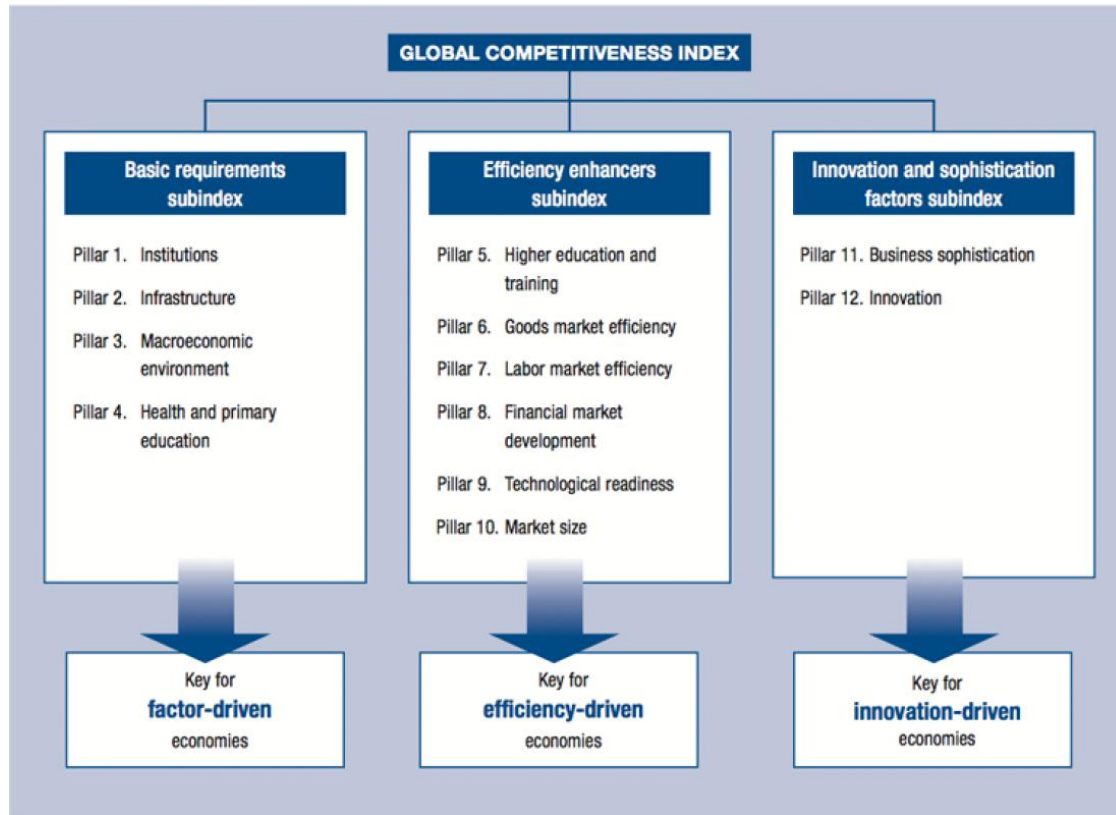 GLOBAL COMPETITIVENESS INDEX
Basic requirements
subindex
Pillar 1. Institutions
Pillar 2. Infrastructure
Pillar 3. Macroeconomic
environment
Pillar 4. Health and primary
education
Key for
factor-driven
economies
Efficiency enhancers
subindex
Pillar 5. Higher education and
training
Pillar 6. Goods market efficiency
Pillar 7. Labor market efficiency
Pillar 8. Financial market
development
Pillar 9. Technological readiness
Pillar 10. Market size
Key for
efficiency-driven
economies
Innovation and sophistication
factors subindex
Pillar 11. Business sophistication
Pillar 12. Innovation
Key for
innovation-driven
economies